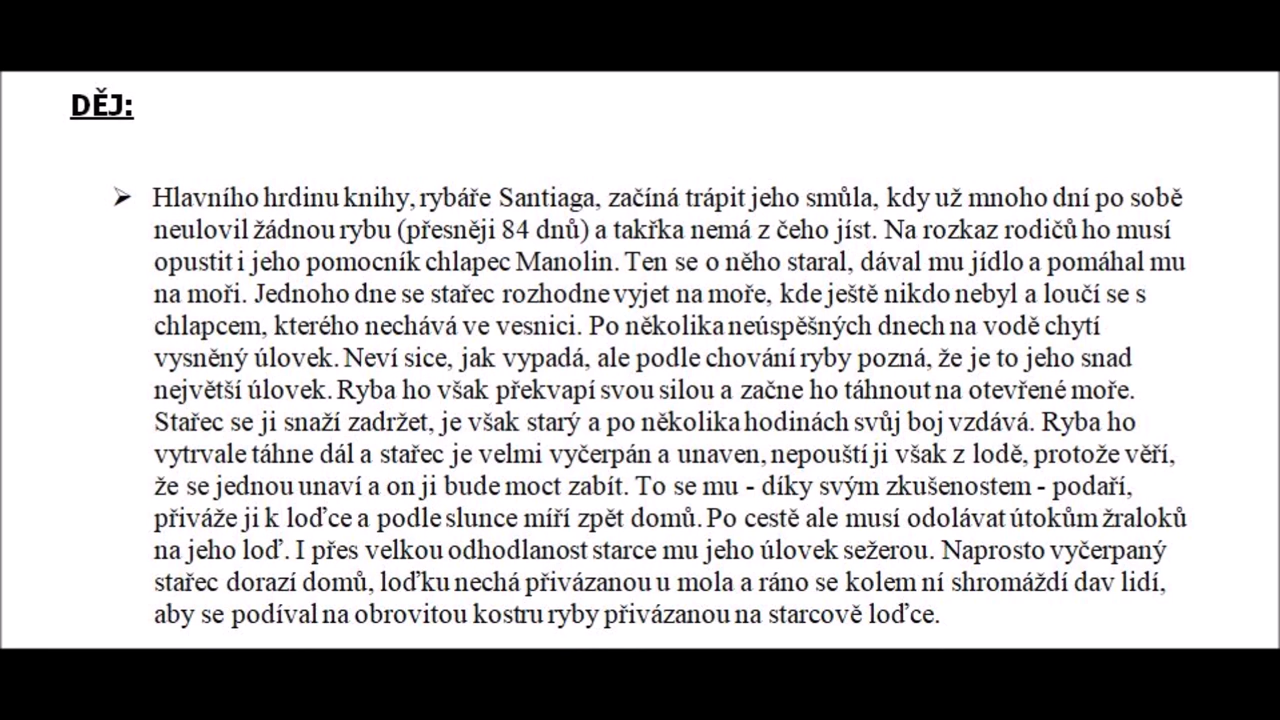 DĚJ:
➢ Hlavního hrdinu knihy, rybáře Santiaga, začíná trápit jeho smůla, kdy už mnoho dní po sobě
neulovil žádnou rybu (přesněji 84 dnů) a takřka nemá z čeho jíst. Na rozkaz rodičů ho musí
opustit i jeho pomocník chlapec Manolin. Ten se o něho staral, dával mu jídlo a pomáhal mu
na moři. Jednoho dne se stařec rozhodne vyjet na moře, kde ještě nikdo nebyl a loučí se s
chlapcem, kterého nechává ve vesnici. Po několika neúspěšných dnech na vodě chytí
vysněný úlovek. Neví sice, jak vypadá, ale podle chování ryby pozná, že je to jeho snad
největší úlovek. Ryba ho však překvapí svou silou a začne ho táhnout na otevřené moře.
Stařec se ji snaží zadržet, je však starý a po několika hodinách svůj boj vzdává. Ryba ho
vytrvale táhne dál a stařec je velmi vyčerpán a unaven, nepouští ji však z lodě, protože věří,
že se jednou unaví a on ji bude moct zabít. To se mu - díky svým zkušenostem - podaří,
přiváže ji k loďce a podle slunce míří zpět domů. Po cestě ale musí odolávat útokům žraloků
na jeho loď. I přes velkou odhodlanost starce mu jeho úlovek sežerou. Naprosto vyčerpaný
stařec dorazí domů, loďku nechá přivázanou u mola a ráno se kolem ní shromáždí dav lidí,
aby se podíval na obrovitou kostru ryby přivázanou na starcově loďce.